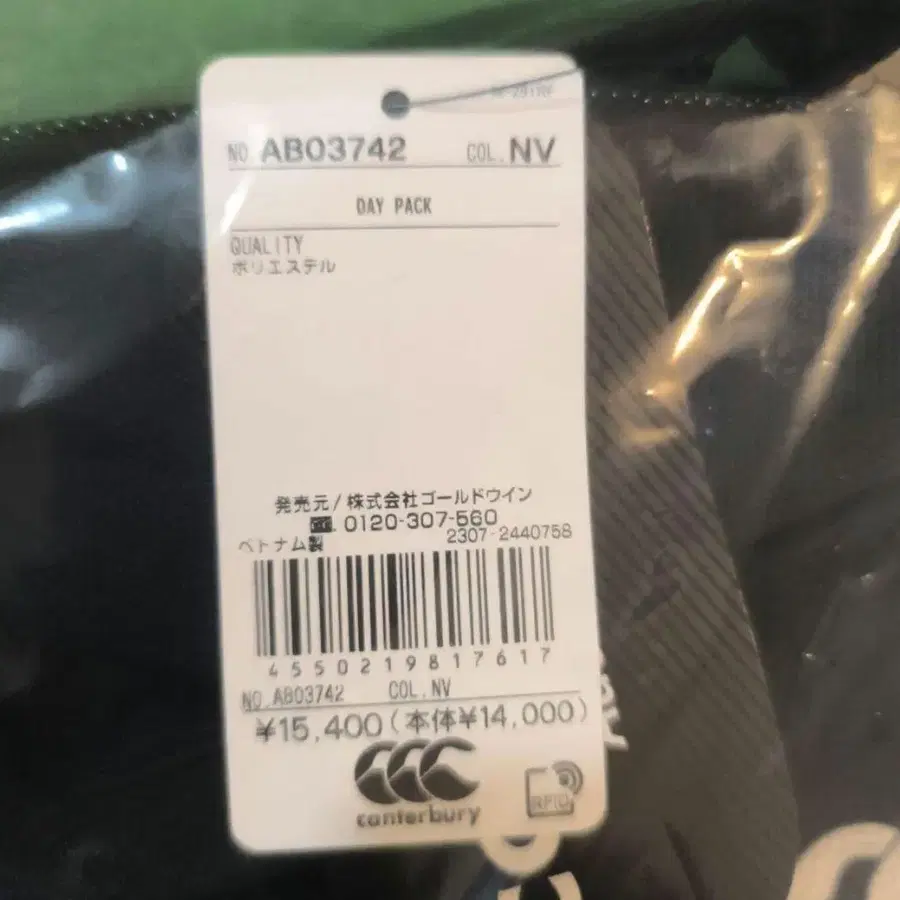 NO. AB03742 COL. NV
DAY PACK
QUALITY
ポリエステル
発売元/株式会社ゴールドウイン
☎. 0120-307-560
ベトナム製 2307-2440758
4550219817617
NO. AB03742 COL. NV
¥15,400(本体¥14,000)
canterbury
RFID